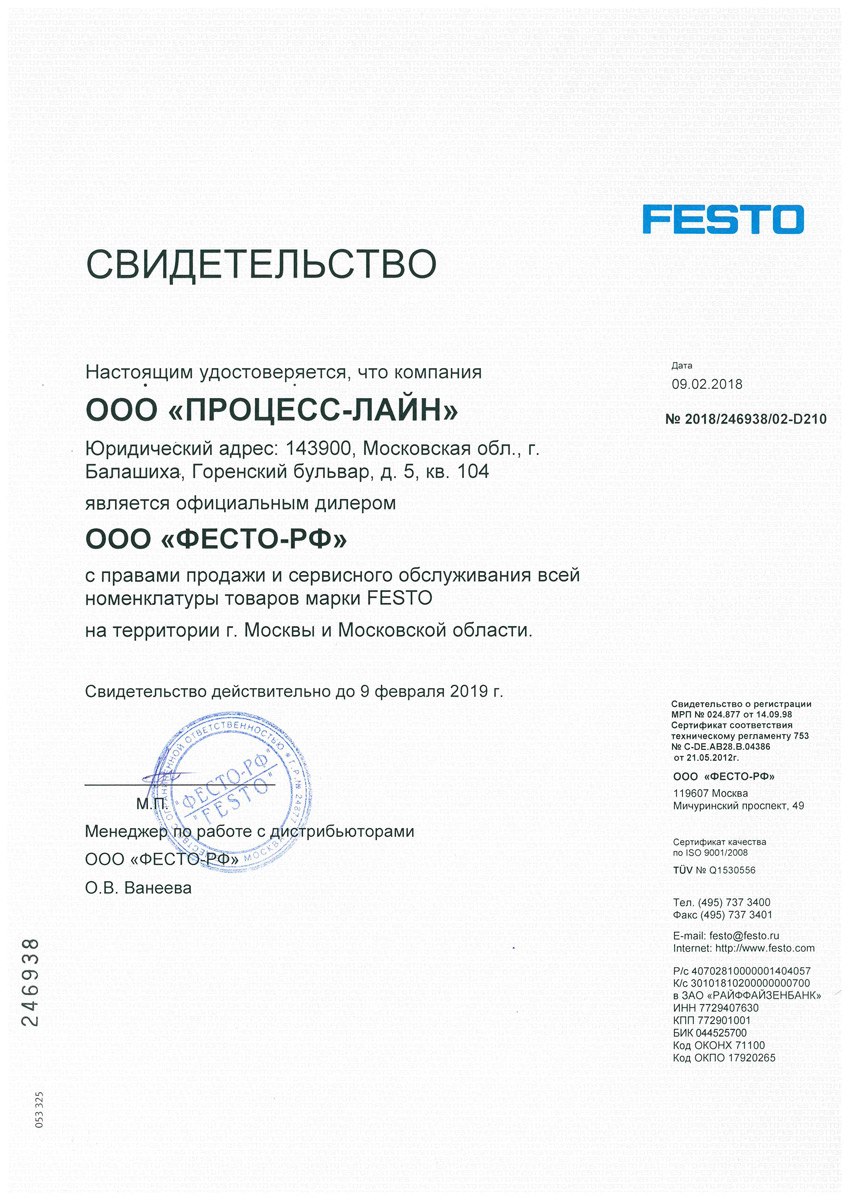 FESTO
СВИДЕТЕЛЬСТВО
Настоящим удостоверяется, что компания
ООО «ПРОЦЕСС-ЛАЙН»
Юридический адрес: 143900, Московская обл., г.
Балашиха, Горенский бульвар, д. 5, кв. 104
является официальным дилером
ООО «ФЕСТО-РФ»
с правами продажи и сервисного обслуживания всей
номенклатуры товаров марки FESTO
на территории г. Москвы и Московской области.
Свидетельство действительно до 9 февраля 2019 г.
М.П.
Менеджер по работе с дистрибьюторами
ООО «ФЕСТО-РФ»
О.В. Ванеева
"ФЕСТО-РФ"
"FESTO"
ОГРАНИЧЕННОЙ ОТВЕТСТВЕННОСТЬЮ
МОСКВА
Дата
09.02.2018
№ 2018/246938/02-D210
Свидетельство о регистрации
МРП № 024.877 от 14.09.98
Сертификат соответствия
техническому регламенту 753
№ C-DE.АВ28.В.04386
от 21.05.2012г.
ООО «ФЕСТО-РФ»
119607 Москва
Мичуринский проспект, 49
Сертификат качества
по ISO 9001/2008
TÜV № Q1530556
Тел. (495) 737 3400
Факс (495) 737 3401
E-mail: festo@festo.ru
Internet: http://www.festo.com
Р/с 40702810000001404057
К/с 30101810200000000700
в ЗАО «РАЙФФАЙЗЕНБАНК»
ИНН 7729407630
КПП 772901001
БИК 044525700
Код ОКОНХ 71100
Код ОКПО 17920265
246938
053 325